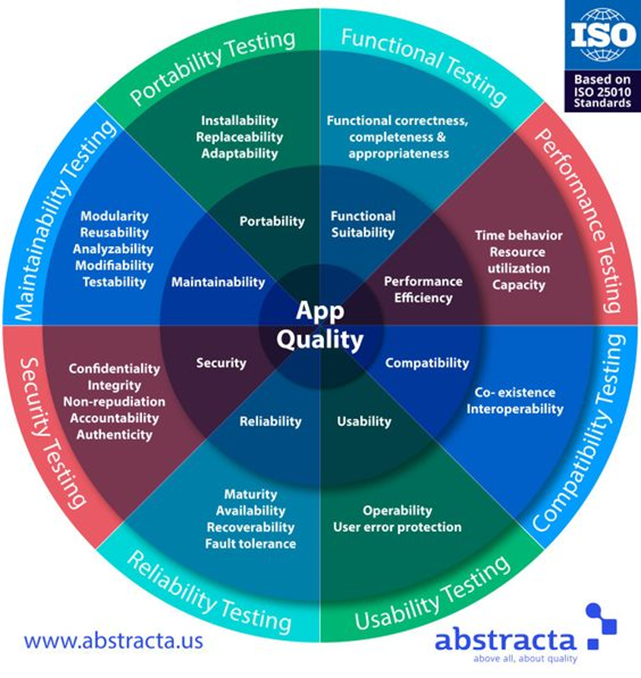 ISO
Based on
ISO 25010
Standards
Portability Testing
Functional Testing
Performance Testing
Compatibility Testing
Usability Testing
Reliability Testing
Security Testing
Maintainability Testing
Installability
Replaceability
Adaptability
Functional correctness,
completeness &
appropriateness
Time behavior
Resource
utilization
Capacity
Co- existence
Interoperability
Operability
User error protection
Maturity
Availability
Recoverability
Fault tolerance
Confidentiality
Integrity
Non-repudiation
Accountability
Authenticity
Modularity
Reusability
Analyzability
Modifiability
Testability
Portability
Functional
Suitability
Performance
Efficiency
Compatibility
Usability
Reliability
Security
Maintainability
App
Quality
www.abstracta.us
abstracta
above all, about quality